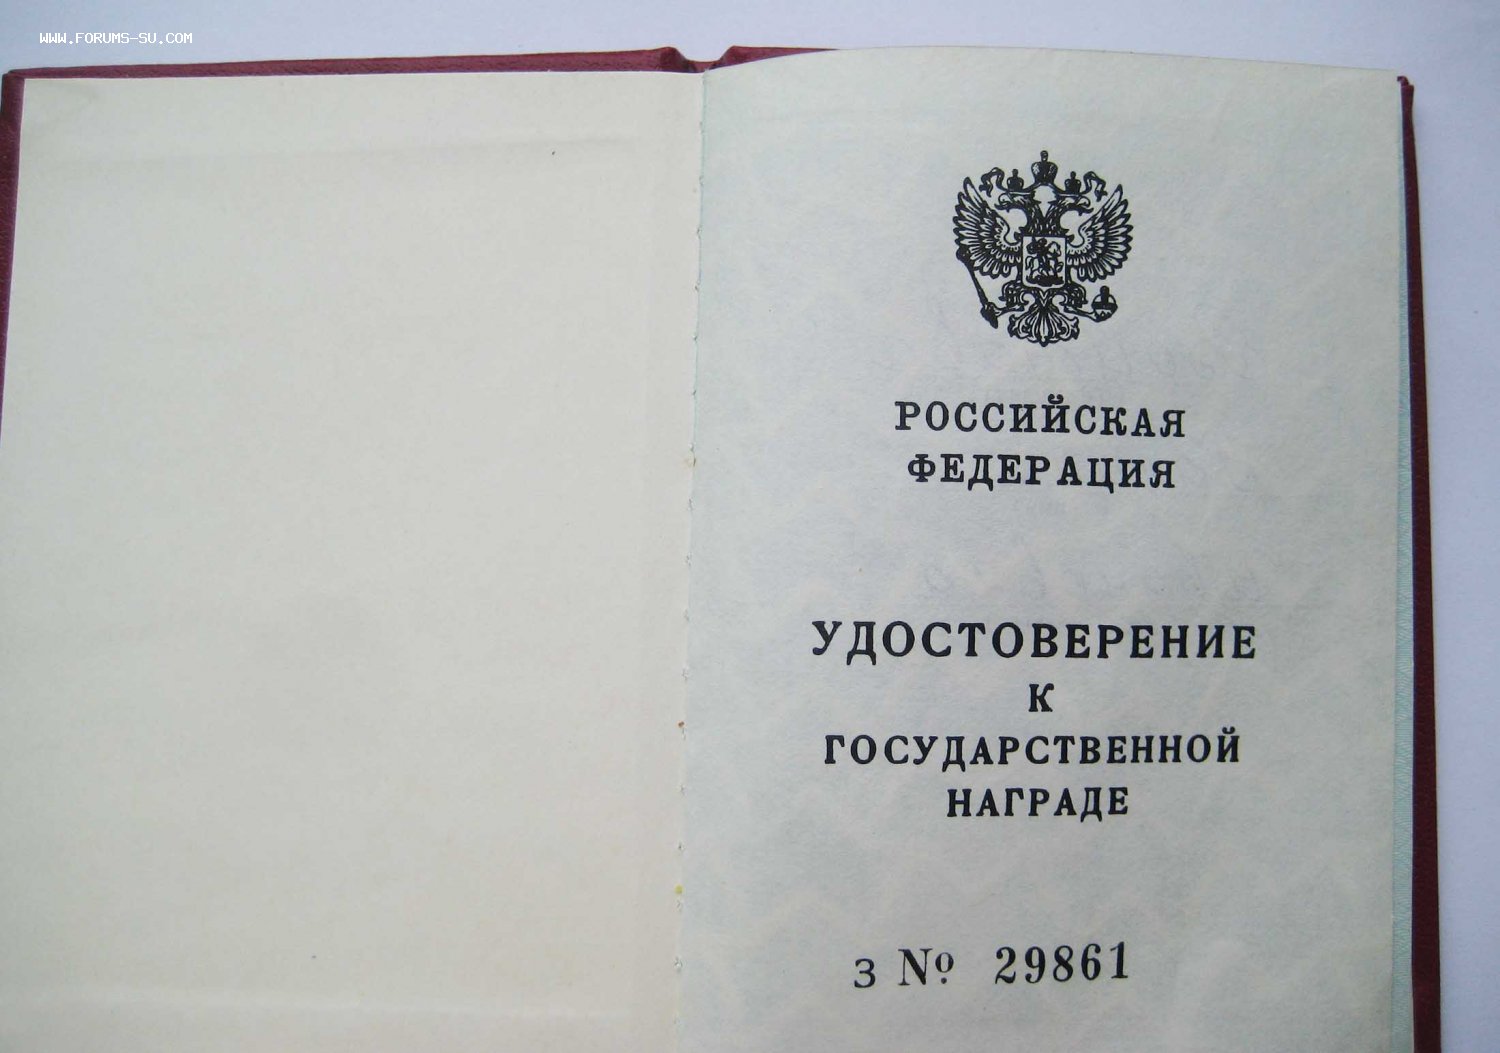 WWW.FORUMS-SU.COM
РОССИЙСКАЯ
ФЕДЕРАЦИЯ
УДОСТОВЕРЕНИЕ
К
ГОСУДАРСТВЕННОЙ
НАГРАДЕ
З № 29861